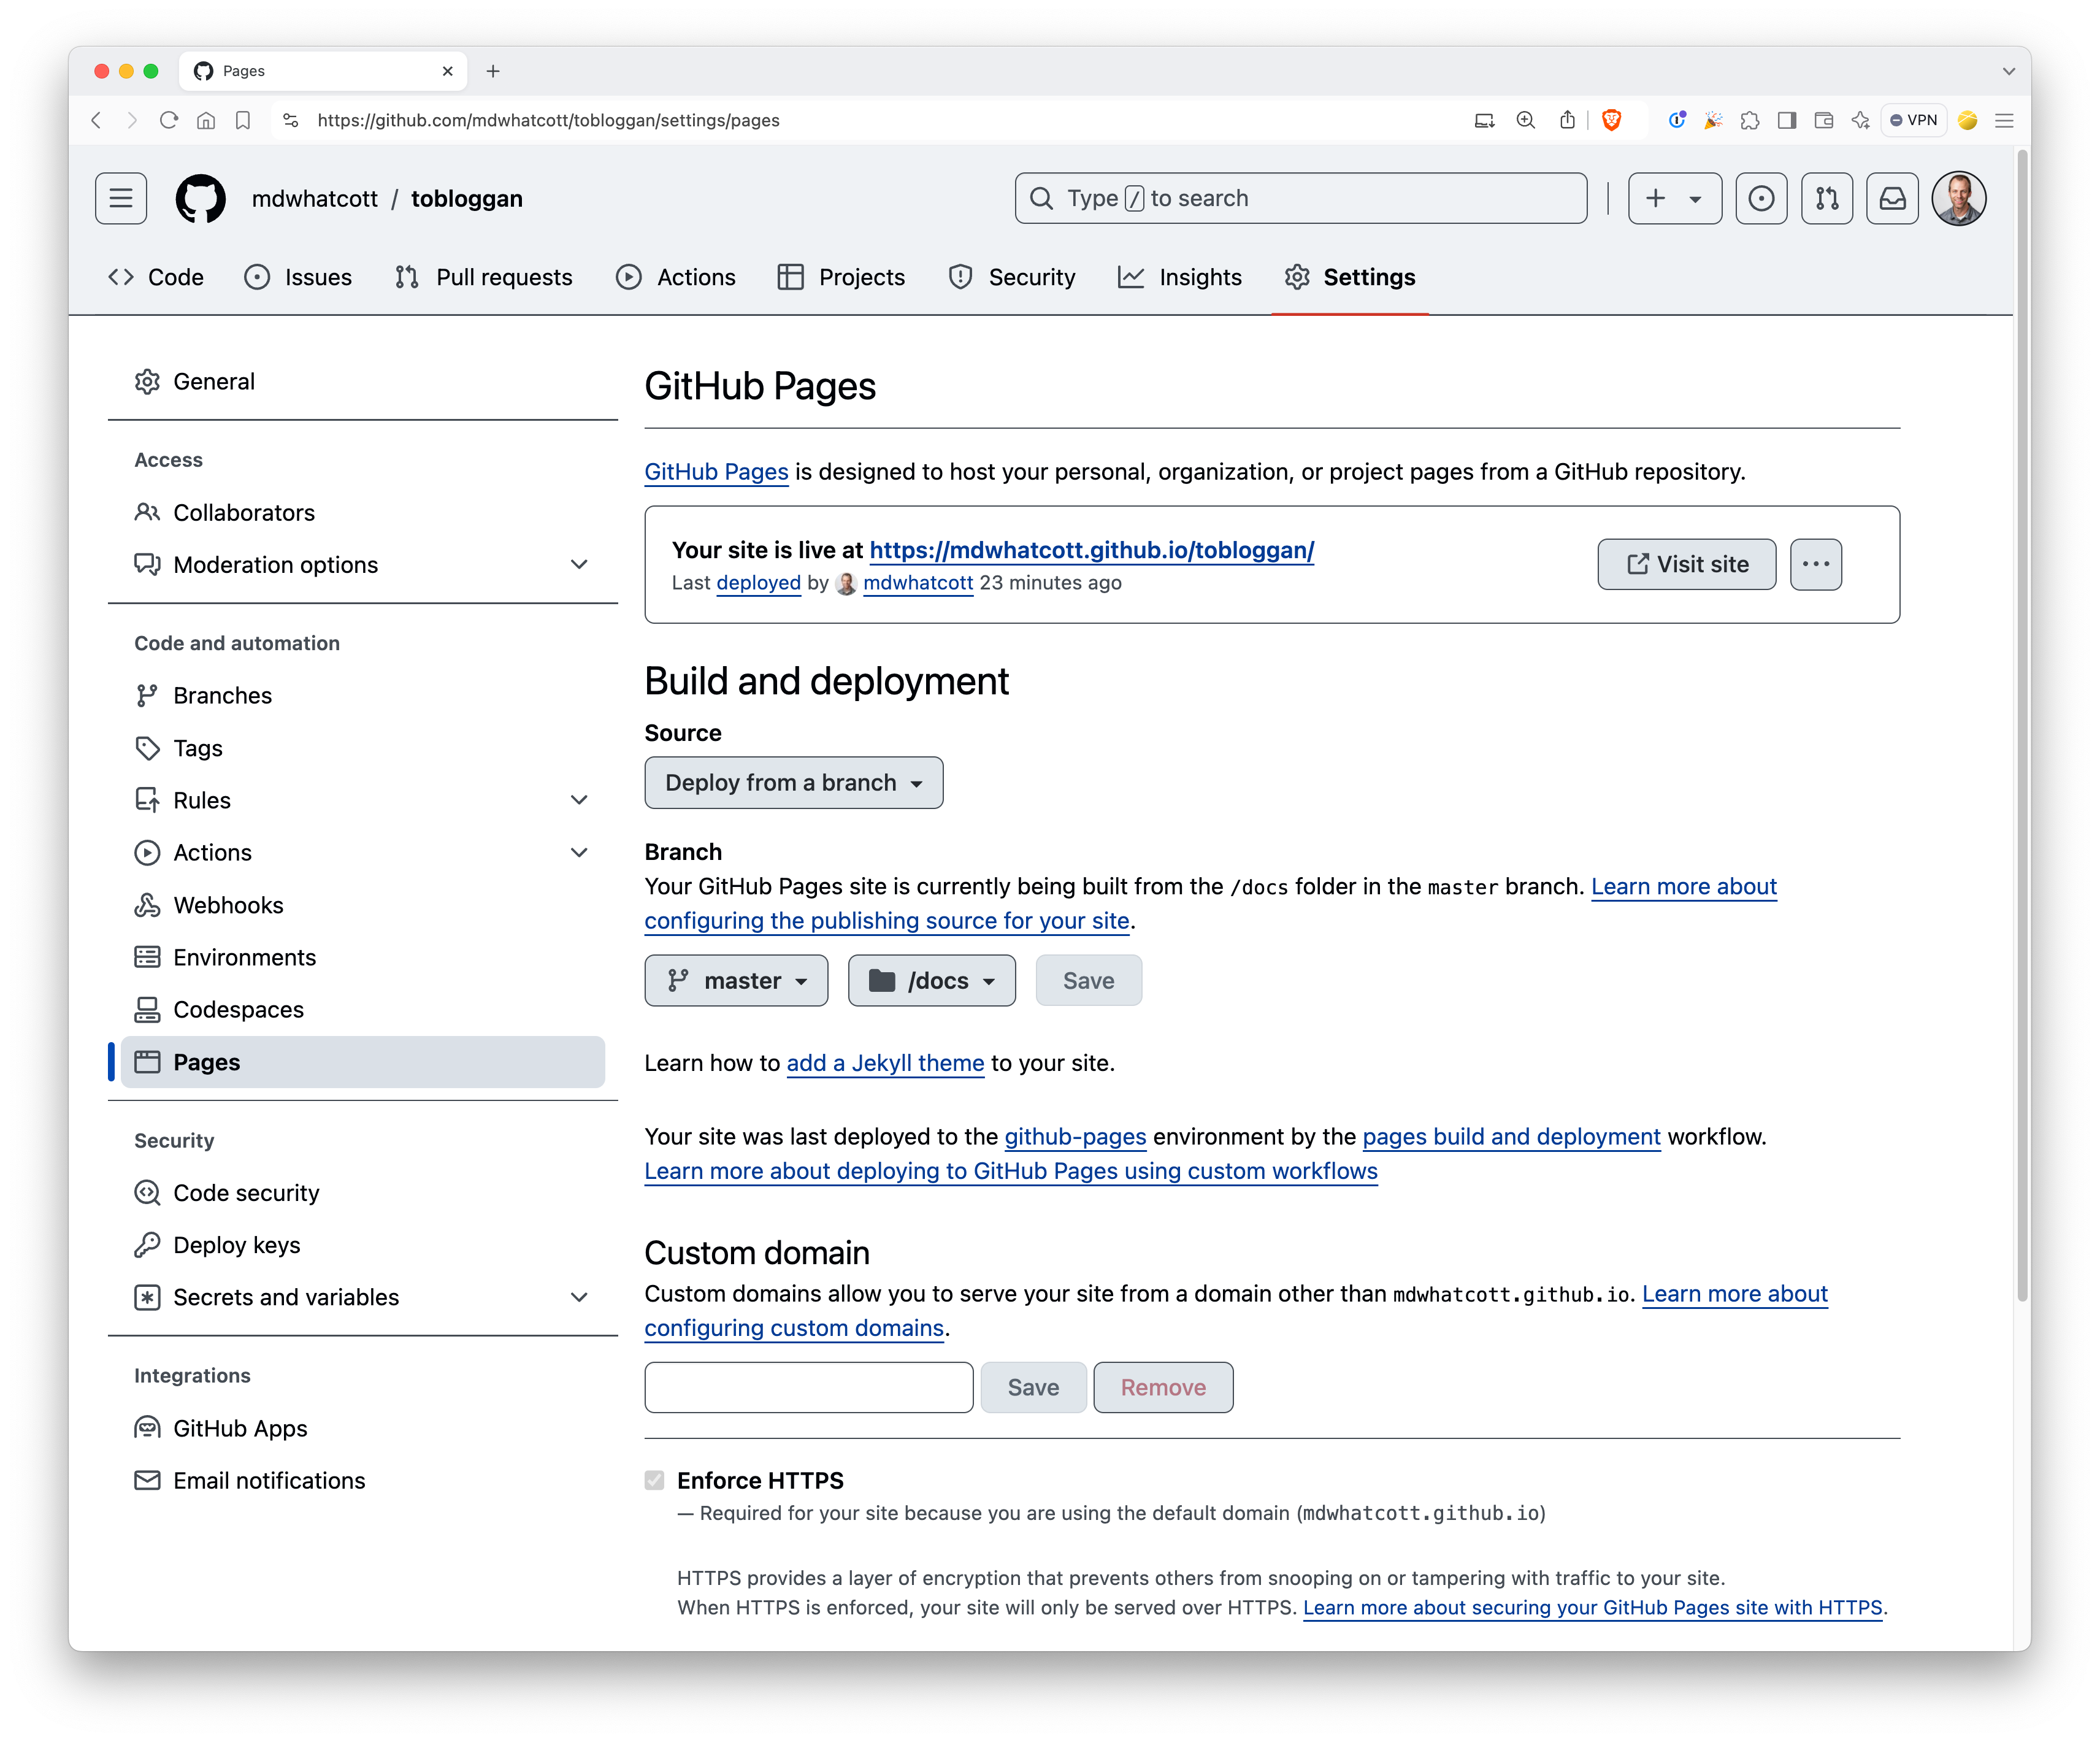 Pages
https://github.com/mdwhatcott/tobloggan/settings/pages
VPN
mdwhatcott / tobloggan
Type / to search
Code
Issues
Pull requests
Actions
Projects
Security
Insights
Settings
General
Access
Collaborators
Moderation options
Code and automation
Branches
Tags
Rules
Actions
Webhooks
Environments
Codespaces
Pages
Security
Code security
Deploy keys
Secrets and variables
Integrations
GitHub Apps
Email notifications
GitHub Pages
GitHub Pages is designed to host your personal, organization, or project pages from a GitHub repository.
Your site is live at https://mdwhatcott.github.io/tobloggan/
Last deployed by mdwhatcott 23 minutes ago
Visit site
Build and deployment
Source
Deploy from a branch
Branch
Your GitHub Pages site is currently being built from the /docs folder in the master branch. Learn more about
configuring the publishing source for your site.
master
/docs
Save
Learn how to add a Jekyll theme to your site.
Your site was last deployed to the github-pages environment by the pages build and deployment workflow.
Learn more about deploying to GitHub Pages using custom workflows
Custom domain
Custom domains allow you to serve your site from a domain other than mdwhatcott.github.io. Learn more about
configuring custom domains.
Save
Remove
Enforce HTTPS
— Required for your site because you are using the default domain (mdwhatcott.github.io)
HTTPS provides a layer of encryption that prevents others from snooping on or tampering with traffic to your site.
When HTTPS is enforced, your site will only be served over HTTPS. Learn more about securing your GitHub Pages site with HTTPS.